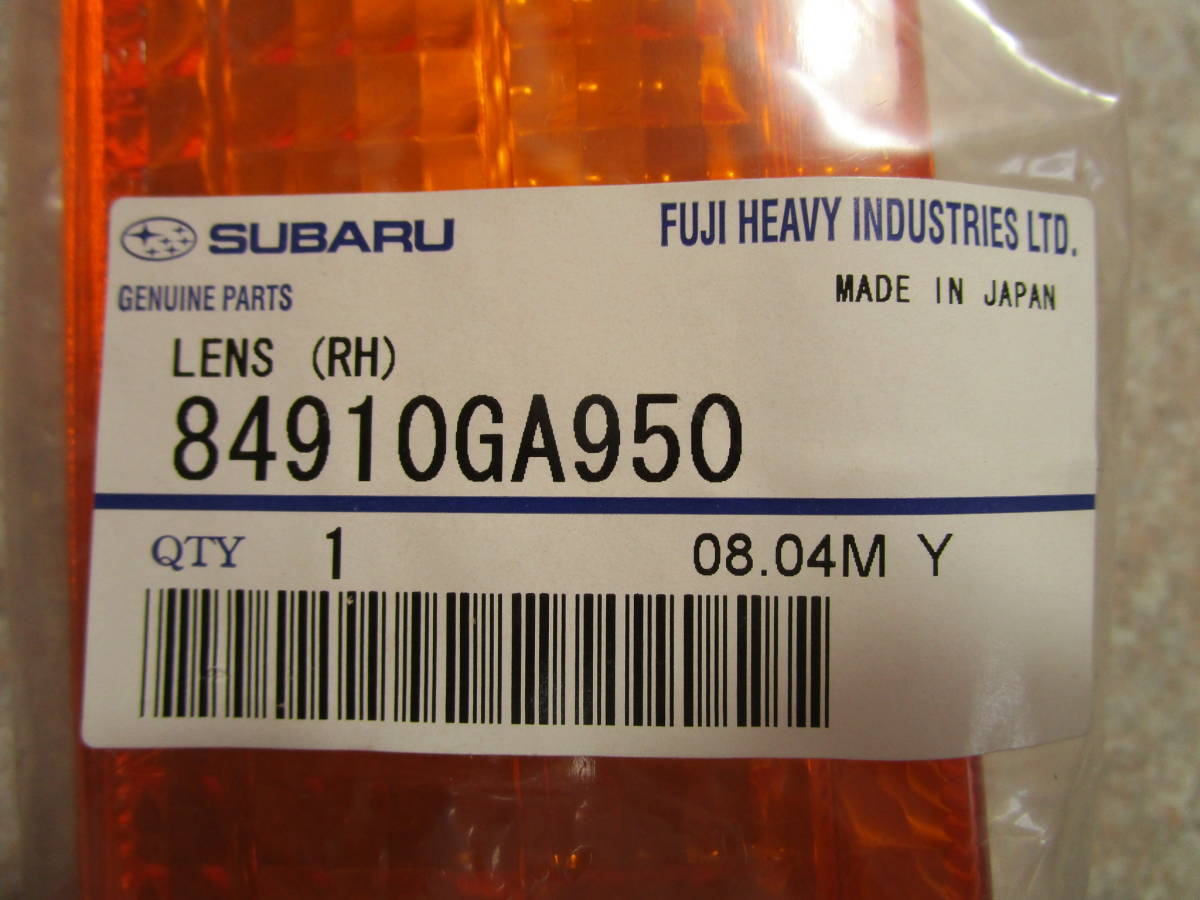 SUBARU
FUJI HEAVY INDUSTRIES LTD.
GENUINE PARTS
MADE IN JAPAN
LENS (RH)
84910GA950
QTY 1 08.04M Y